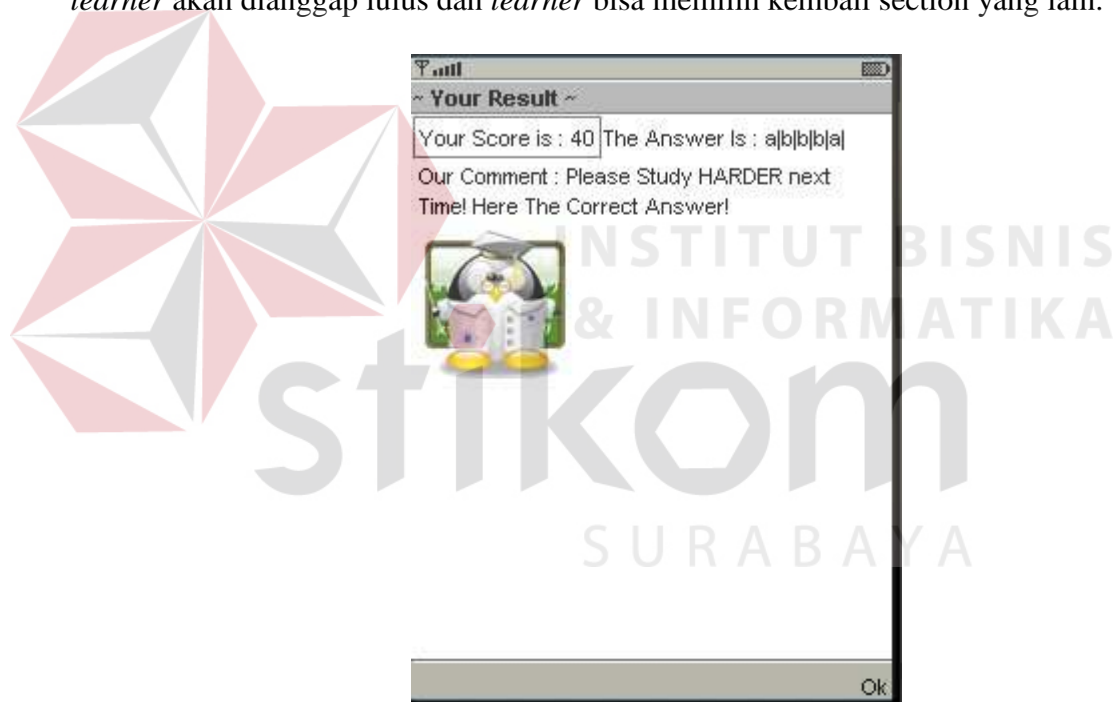 learner akan dianggap lulus dan learner bisa memilih kembali section yang lain.
~ Your Result ~
Your Score is : 40 The Answer Is : a|b|b|b|a|
Our Comment : Please Study HARDER next
Time! Here The Correct Answer!
INSTITUT BISNIS
& INFORMATIKA
stikom
SURABAYA
Ok